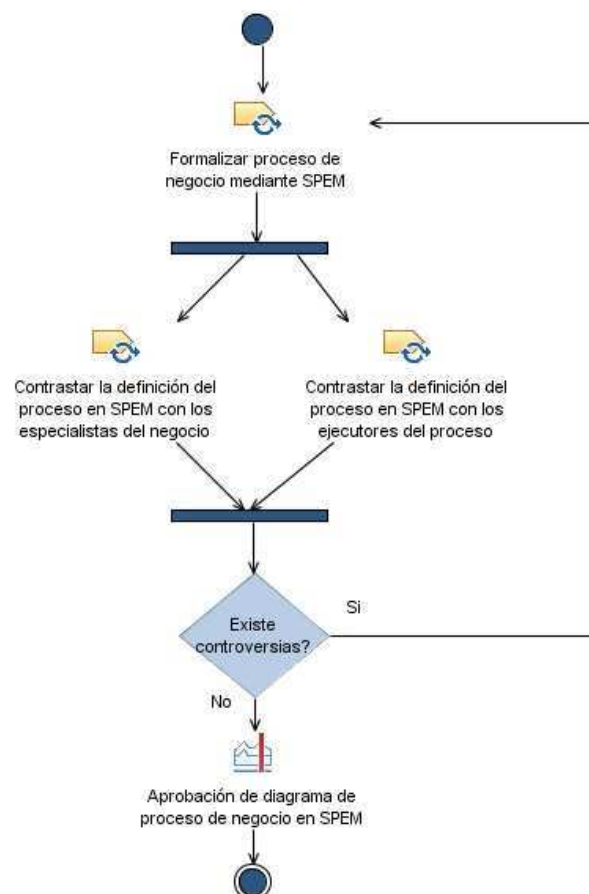 Formalizar proceso de
negocio mediante SPEM
Contrastar la definición del
proceso en SPEM con los
especialistas del negocio
Contrastar la definición del
proceso en SPEM con los
ejecutores del proceso
Existe
controversias?
Si
No
Aprobación de diagrama de
proceso de negocio en SPEM